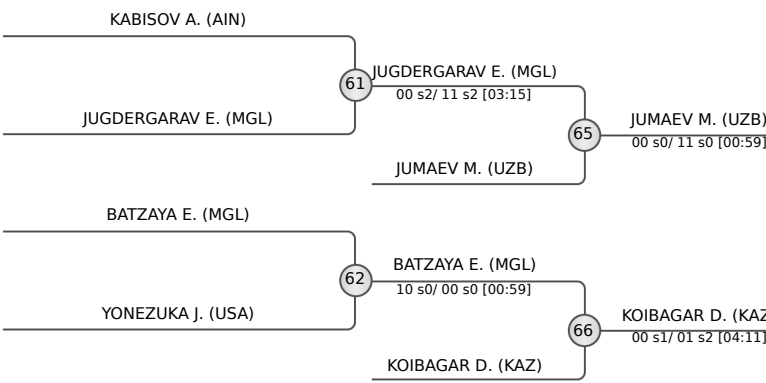 KABISOV A. (AIN)
61
JUGDERGARAV E. (MGL)
00 s2/ 11 s2 [03:15]
JUGDERGARAV E. (MGL)
65
JUMAEV M. (UZB)
00 s0/ 11 s0 [00:59]
JUMAEV M. (UZB)
BATZAYA E. (MGL)
62
BATZAYA E. (MGL)
10 s0/ 00 s0 [00:59]
YONEZUKA J. (USA)
66
KOIBAGAR D. (KAZ
00 s1/ 01 s2 [04:11]
KOIBAGAR D. (KAZ)